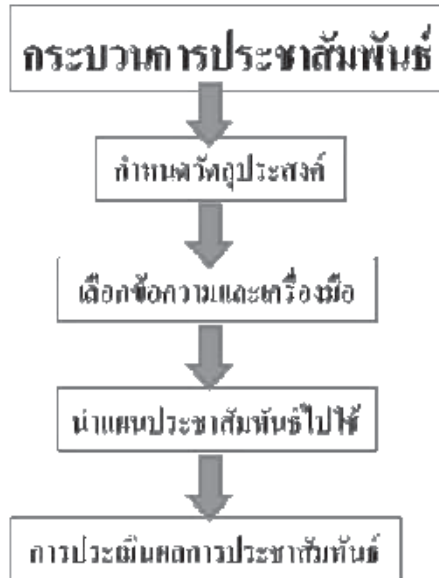 กระบวนการประชาสัมพันธ์
กำหนดวัตถุประสงค์
เลือกข้อความและเครื่องมือ
นำแผนประชาสัมพันธ์ไปใช้
การประเมินผลการประชาสัมพันธ์